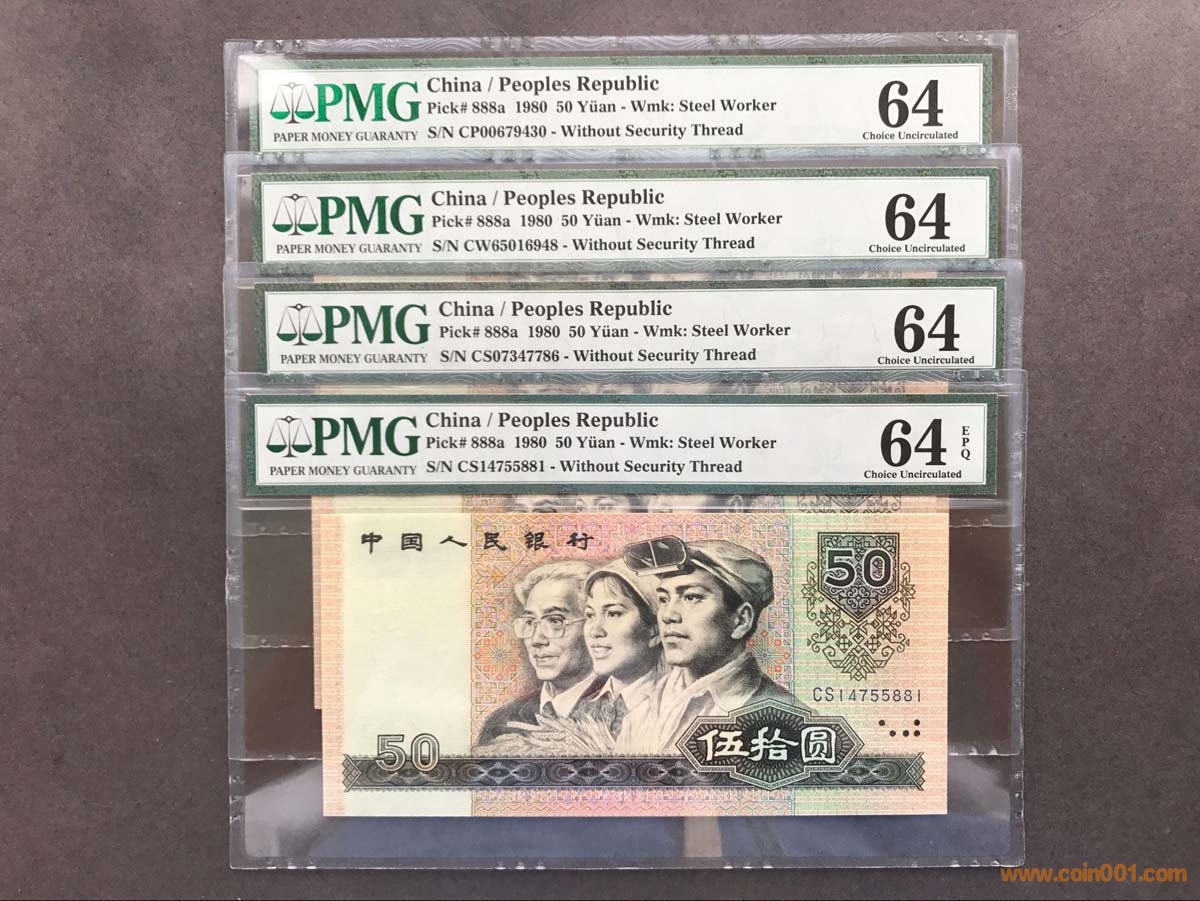 PMG
PAPER MONEY GUARANTY
China / Peoples Republic
Pick# 888a 1980 50 Yüan - Wmk: Steel Worker
S/N CP00679430 - Without Security Thread
64
Choice Uncirculated
PMG
PAPER MONEY GUARANTY
China / Peoples Republic
Pick# 888a 1980 50 Yüan - Wmk: Steel Worker
S/N CW65016948 - Without Security Thread
64
Choice Uncirculated
PMG
PAPER MONEY GUARANTY
China / Peoples Republic
Pick# 888a 1980 50 Yüan - Wmk: Steel Worker
S/N CS07347786 - Without Security Thread
64
Choice Uncirculated
PMG
PAPER MONEY GUARANTY
China / Peoples Republic
Pick# 888a 1980 50 Yüan - Wmk: Steel Worker
S/N CS14755881 - Without Security Thread
64 EPQ
Choice Uncirculated
中国人民银行
50
CS14755881
50
伍拾圆
www.coin001.com